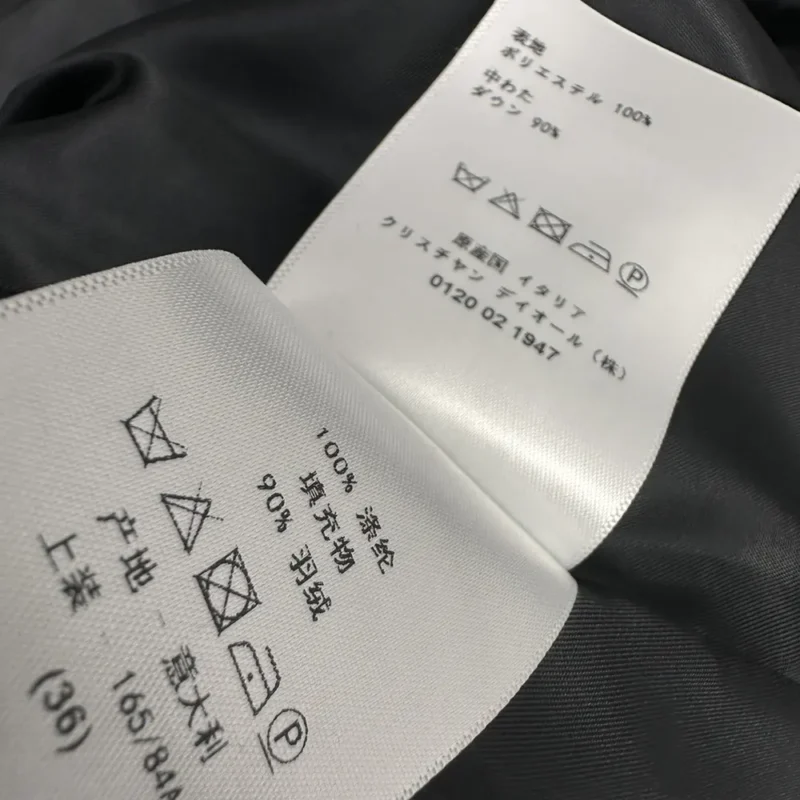 表地
ポリエステル 100%
中わた
ダウン 90%
P
原産国 イタリア
クリスチャン ディオール (株)
0120 02 1947
100% 涤纶
填充物
90% 羽绒
P
产地 - 意大利
上装 - 165/84A
(36)